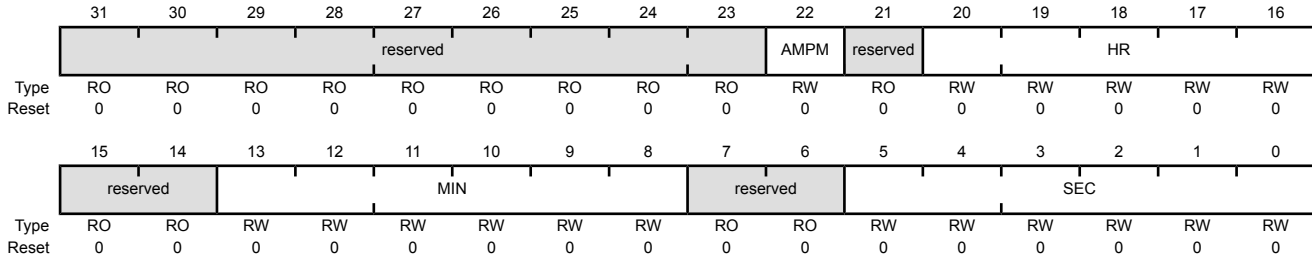 31 30 29 28 27 26 25 24 23 22 21 20 19 18 17 16
reserved AMPM reserved HR
Type RO RO RO RO RO RO RO RO RO RW RO RW RW RW RW RW
Reset 0 0 0 0 0 0 0 0 0 0 0 0 0 0 0 0
15 14 13 12 11 10 9 8 7 6 5 4 3 2 1 0
reserved MIN reserved SEC
Type RO RO RW RW RW RW RW RW RO RO RW RW RW RW RW RW
Reset 0 0 0 0 0 0 0 0 0 0 0 0 0 0 0 0